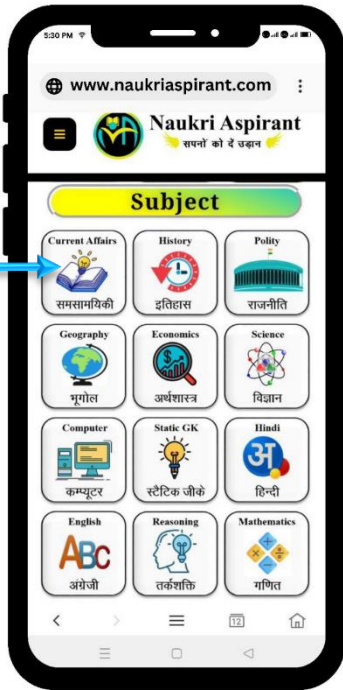 5:30 PM
www.naukriaspirant.com
Naukri Aspirant
सपनों को दें उड़ान
Subject
Current Affairs
समसामयिकी
History
इतिहास
Polity
राजनीति
Geography
भूगोल
Economics
अर्थशास्त्र
Science
विज्ञान
Computer
कम्प्यूटर
Static GK
स्टैटिक जीके
Hindi
अ
हिन्दी
English
ABC
अंग्रेजी
Reasoning
तर्कशक्ति
Mathematics
गणित
12